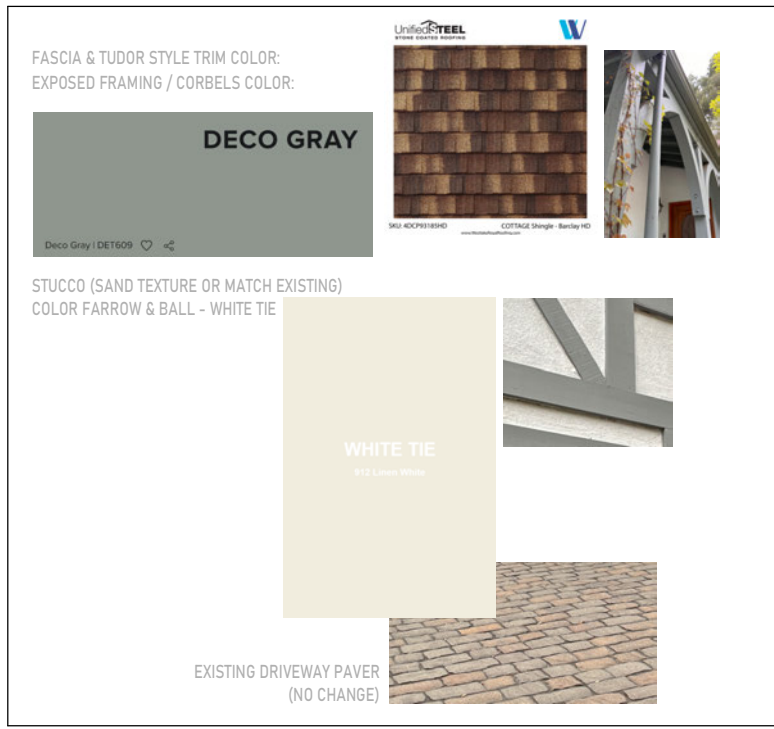 FASCIA & TUDOR STYLE TRIM COLOR:
EXPOSED FRAMING / CORBELS COLOR:
DECO GRAY
Deco Gray | DET609
UnifiedSTEEL
STONE COATED ROOFING
W
SKU: 4DCP93185HD
COTTAGE Shingle - Barclay HD
STUCCO (SAND TEXTURE OR MATCH EXISTING)
COLOR FARROW & BALL - WHITE TIE
WHITE TIE
912 Linen White
EXISTING DRIVEWAY PAVER
(NO CHANGE)